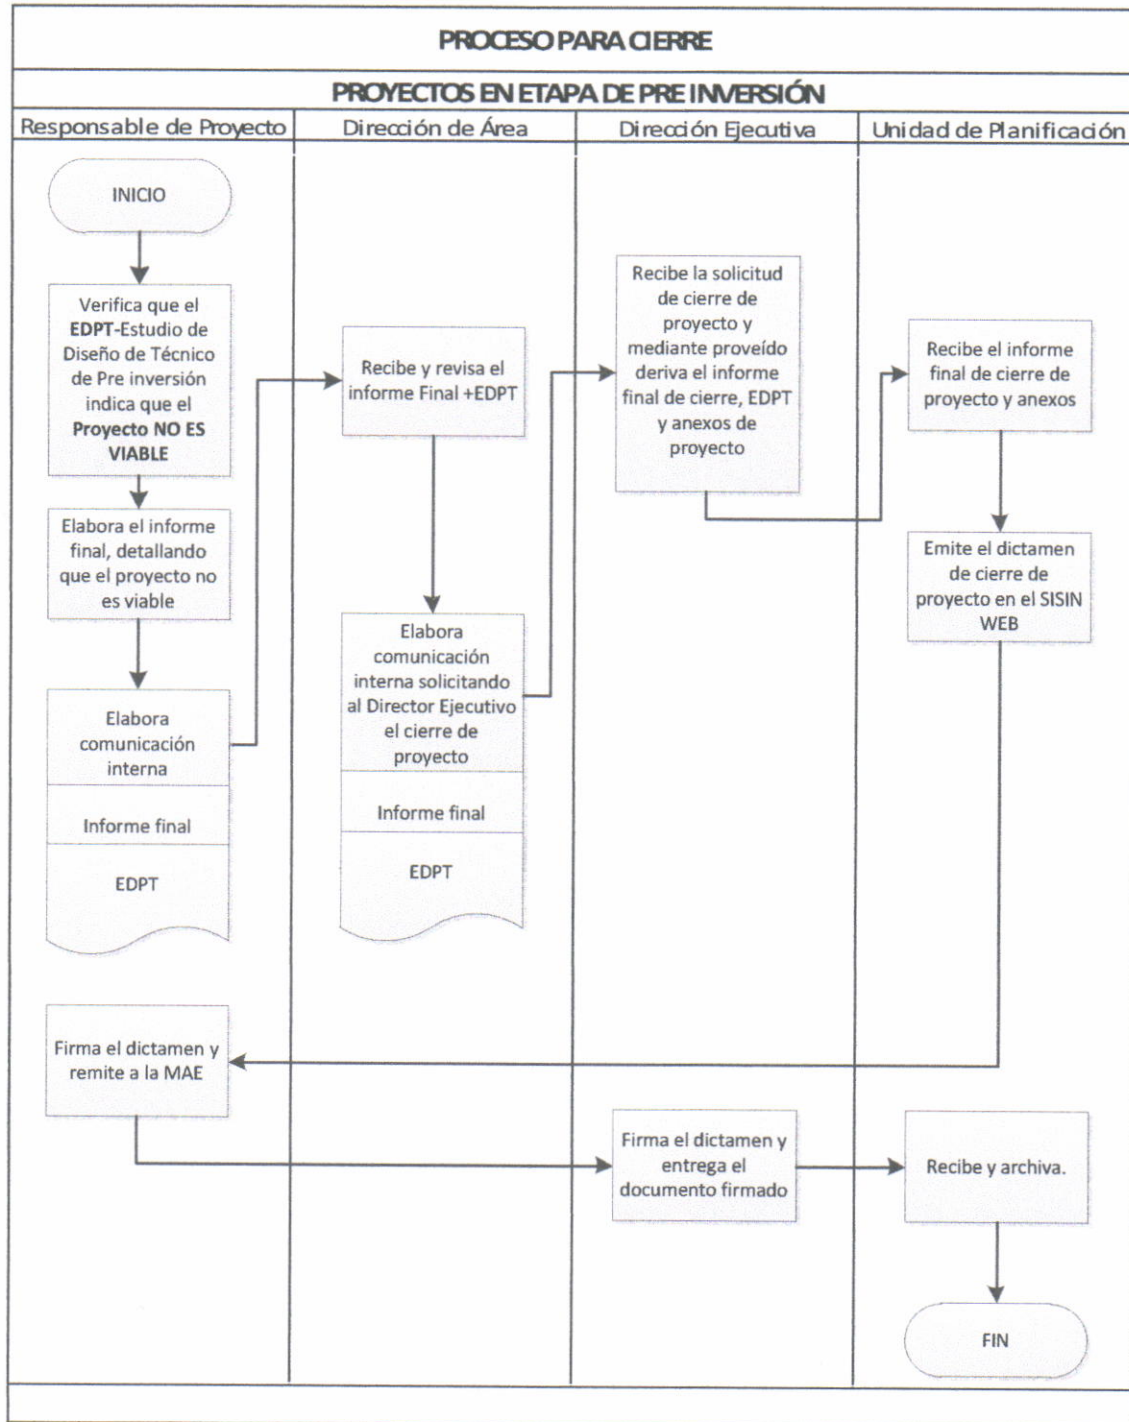 PROCESO PARA CIERRE
PROYECTOS EN ETAPA DE PRE INVERSIÓN
Responsable de Proyecto
Dirección de Área
Dirección Ejecutiva
Unidad de Planificación
INICIO
Verifica que el
EDPT-Estudio de
Diseño de Técnico
de Pre inversión
indica que el
Proyecto NO ES
VIABLE
Elabora el informe
final, detallando
que el proyecto no
es viable
Elabora
comunicación
interna
Informe final
EDPT
Recibe y revisa el
informe Final +EDPT
Elabora
comunicación
interna solicitando
al Director Ejecutivo
el cierre de
proyecto
Informe final
EDPT
Recibe la solicitud
de cierre de
proyecto y
mediante proveído
deriva el informe
final de cierre, EDPT
y anexos de
proyecto
Recibe el informe
final de cierre de
proyecto y anexos
Emite el dictamen
de cierre de
proyecto en el SISIN
WEB
Firma el dictamen y
remite a la MAE
Firma el dictamen y
entrega el
documento firmado
Recibe y archiva.
FIN